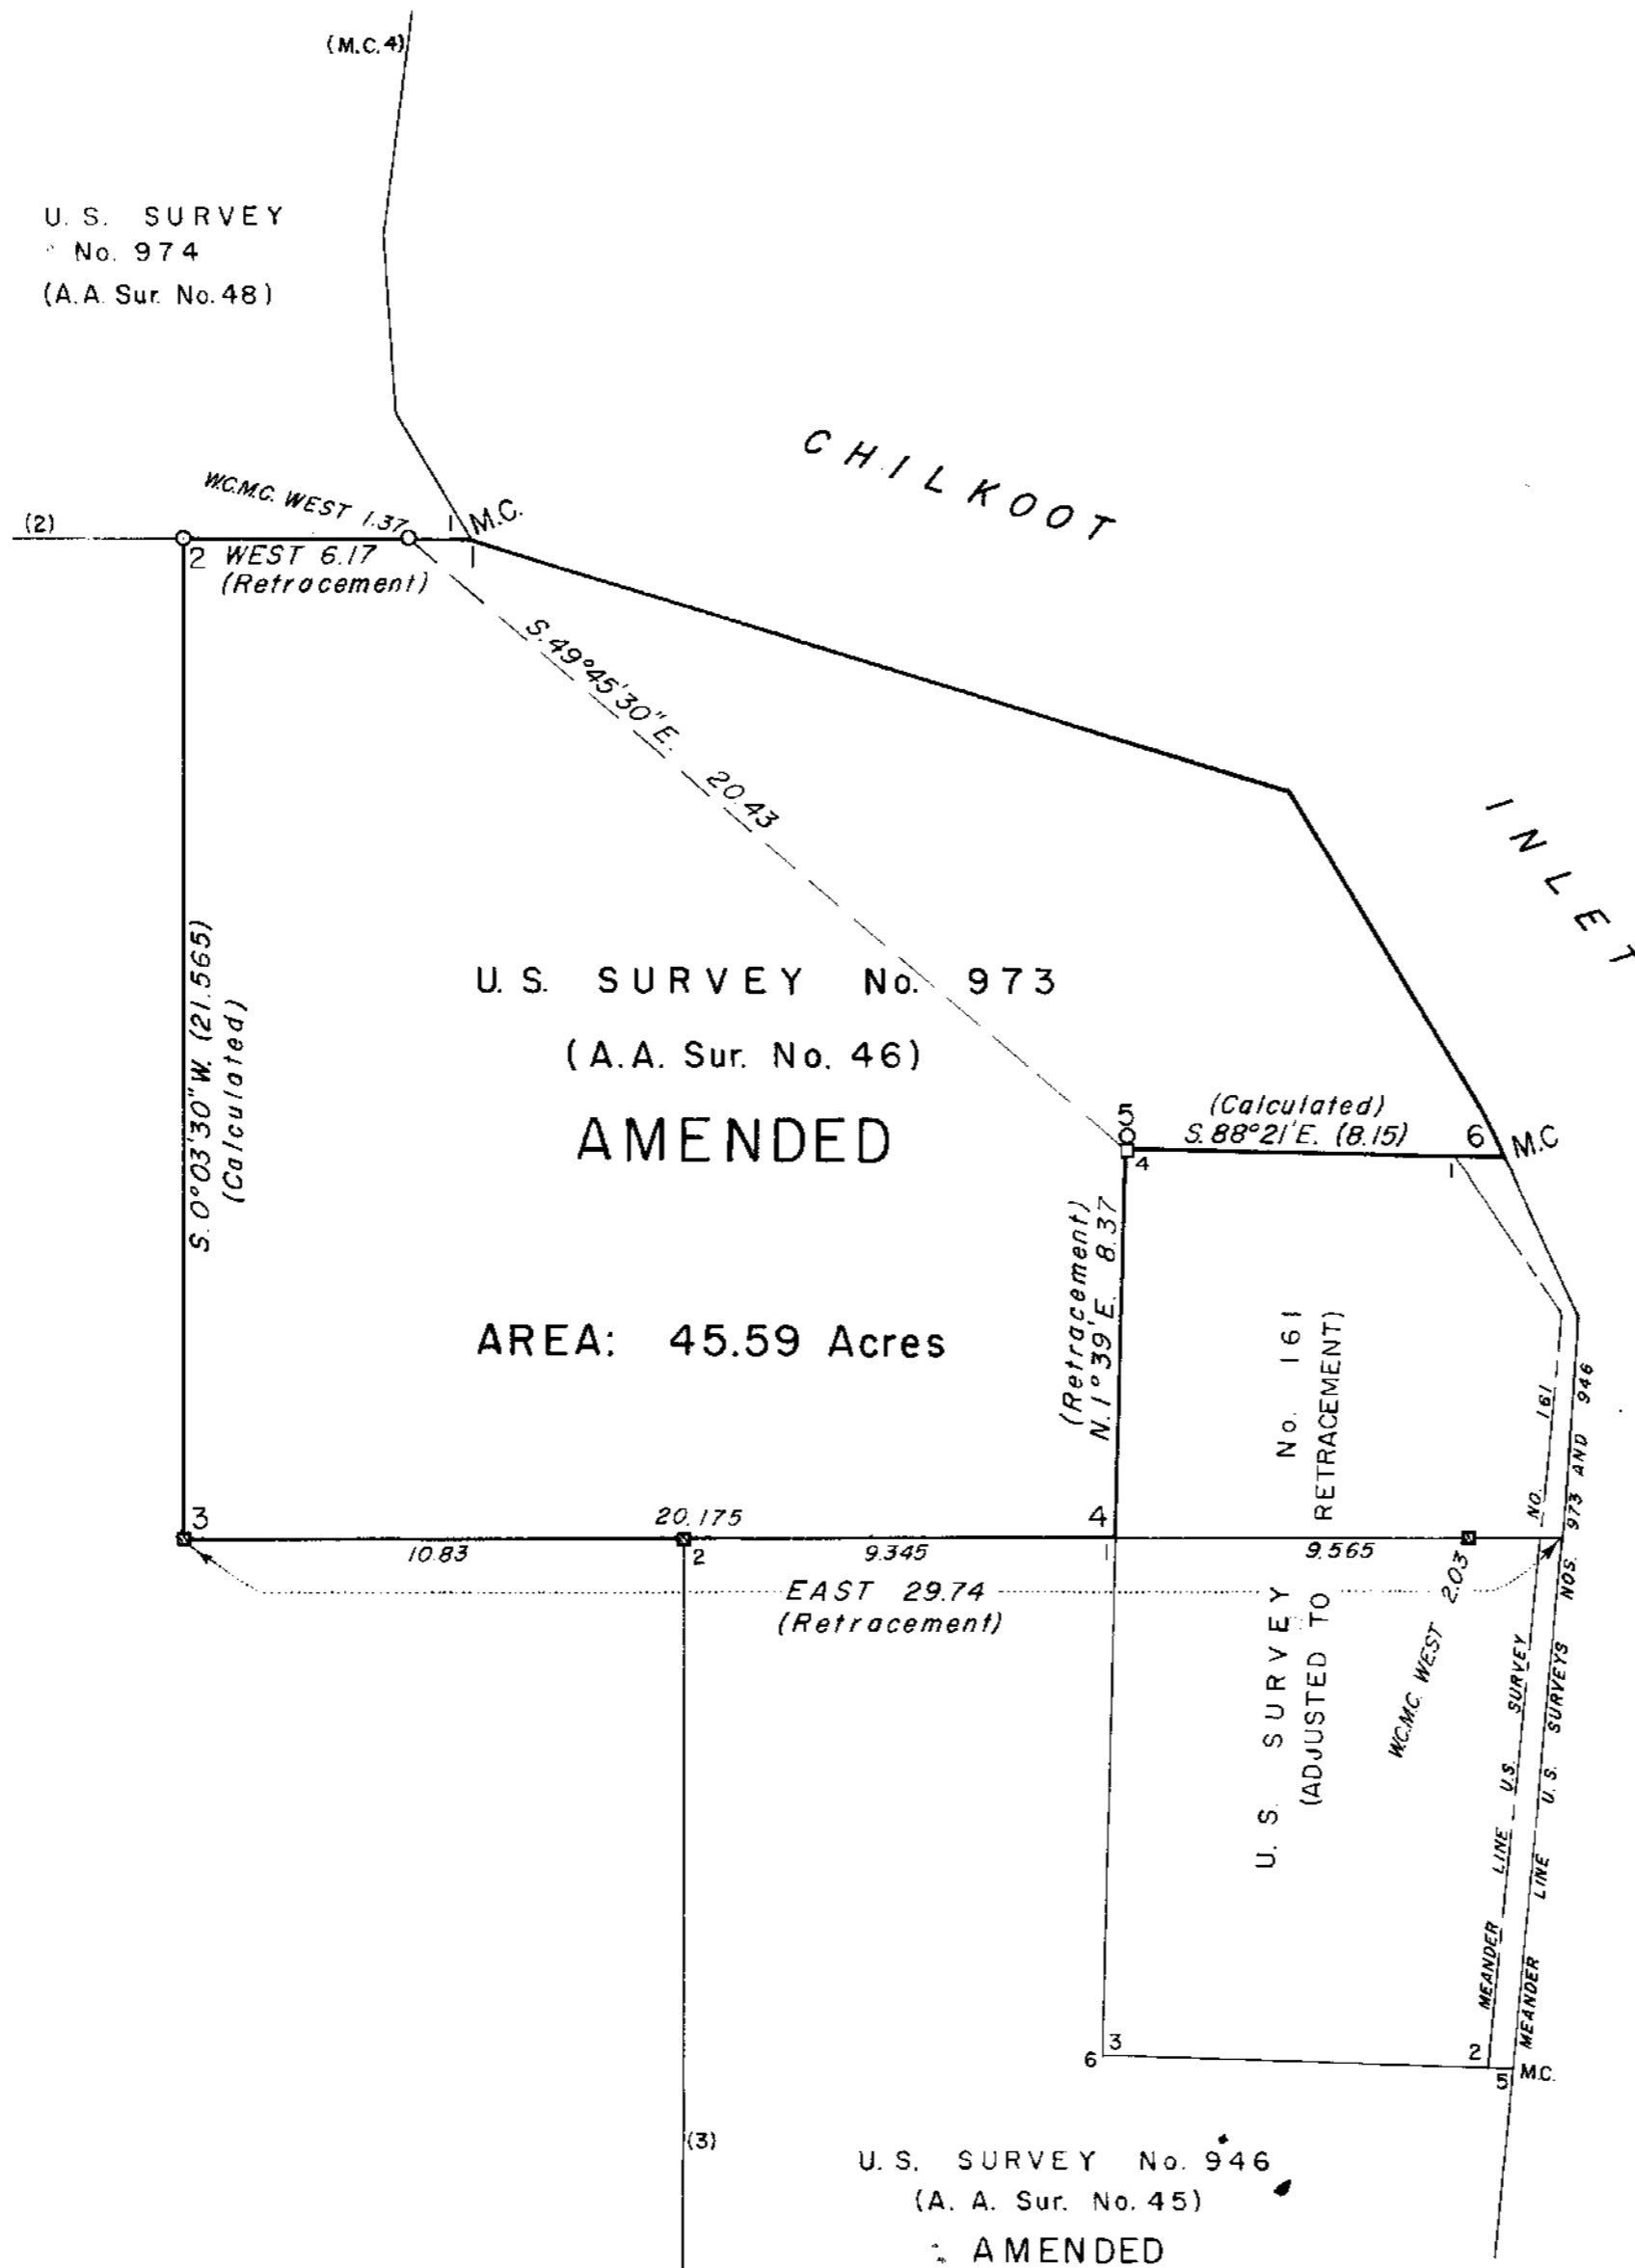 (M.C. 4)
U. S. SURVEY
No. 974
(A.A. Sur. No. 48)
CHILKOOT
INLET
W.C.M.C. WEST 1.37
1
M.C.
(2)
2
WEST 6.17
(Retracement)
1
S. 49°45'30" E. 20.43
S. 0°03'30" W. (21.565)
(Calculated)
U. S. SURVEY No. 973
(A.A. Sur. No. 46)
AMENDED
5
(Calculated)
S. 88°21' E. (8.15)
6
M.C.
4
1
(Retracement)
N. 1°39' E. 8.37
AREA: 45.59 Acres
3
20.175
4
10.83
2
9.345
1
9.565
EAST 29.74
(Retracement)
W.C.M.C. WEST 2.03
U. S. SURVEY No. 161
(ADJUSTED TO RETRACEMENT)
MEANDER LINE U.S. SURVEY NO. 161
MEANDER LINE U.S. SURVEYS NOS. 973 AND 946
3
6
2
5
M.C.
(3)
U. S. SURVEY No. 946
(A. A. Sur. No. 45)
AMENDED